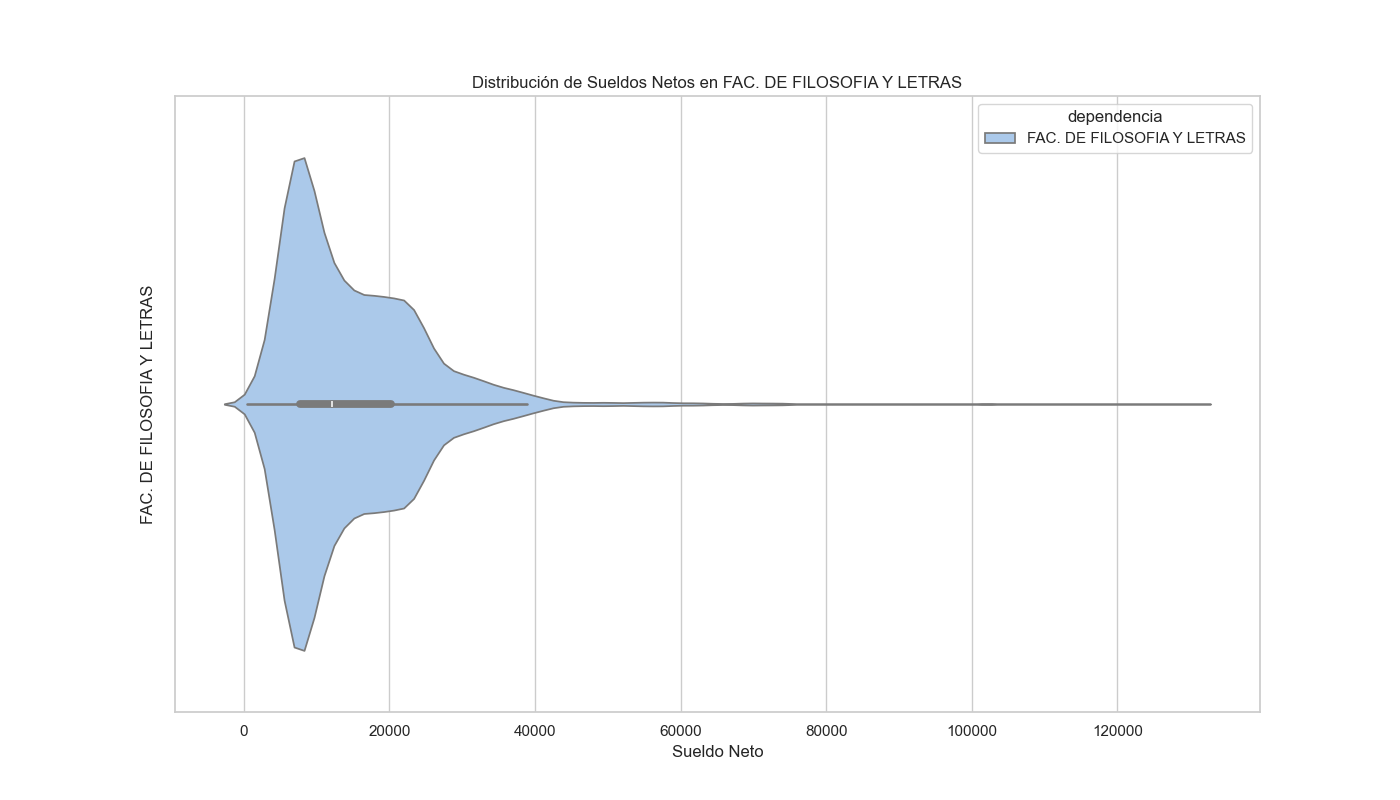 Distribución de Sueldos Netos en FAC. DE FILOSOFIA Y LETRAS
dependencia
FAC. DE FILOSOFIA Y LETRAS
FAC. DE FILOSOFIA Y LETRAS
0 20000 40000 60000 80000 100000 120000
Sueldo Neto